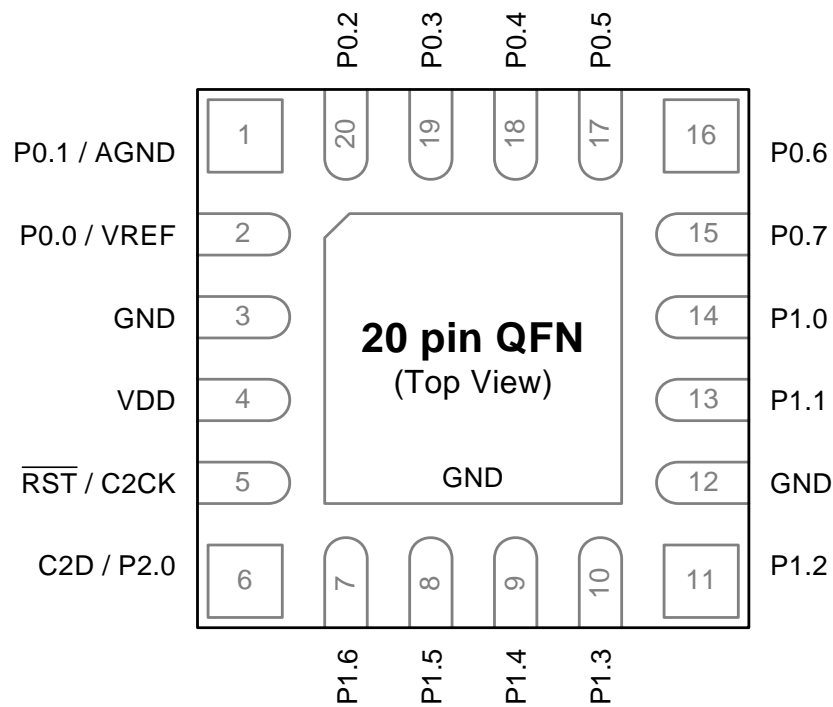 P0.2
P0.3
P0.4
P0.5
P0.1 / AGND
1
20
19
18
17
16
P0.6
P0.0 / VREF
2
15
P0.7
GND
3
14
P1.0
20 pin QFN
(Top View)
VDD
4
13
P1.1
RST / C2CK
5
GND
12
GND
C2D / P2.0
6
7
8
9
10
11
P1.2
P1.6
P1.5
P1.4
P1.3